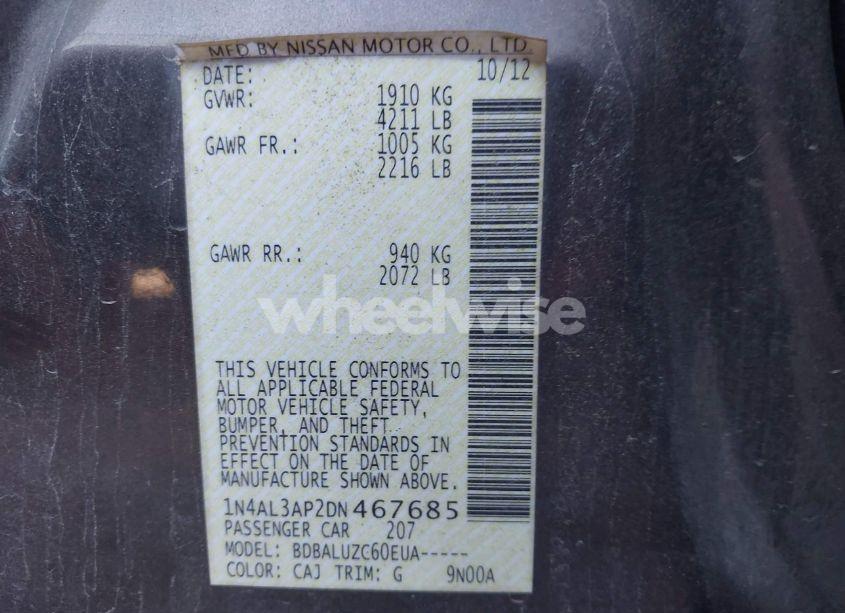 MFD BY NISSAN MOTOR CO., LTD.
DATE: 10/12
GVWR: 1910 KG
4211 LB
GAWR FR.: 1005 KG
2216 LB
GAWR RR.: 940 KG
2072 LB
wheelwise
THIS VEHICLE CONFORMS TO
ALL APPLICABLE FEDERAL
MOTOR VEHICLE SAFETY,
BUMPER, AND THEFT
PREVENTION STANDARDS IN
EFFECT ON THE DATE OF
MANUFACTURE SHOWN ABOVE.
1N4AL3AP2DN467685
PASSENGER CAR 207
MODEL: BDBALUZC60EUA-----
COLOR: CAJ TRIM: G 9N00A